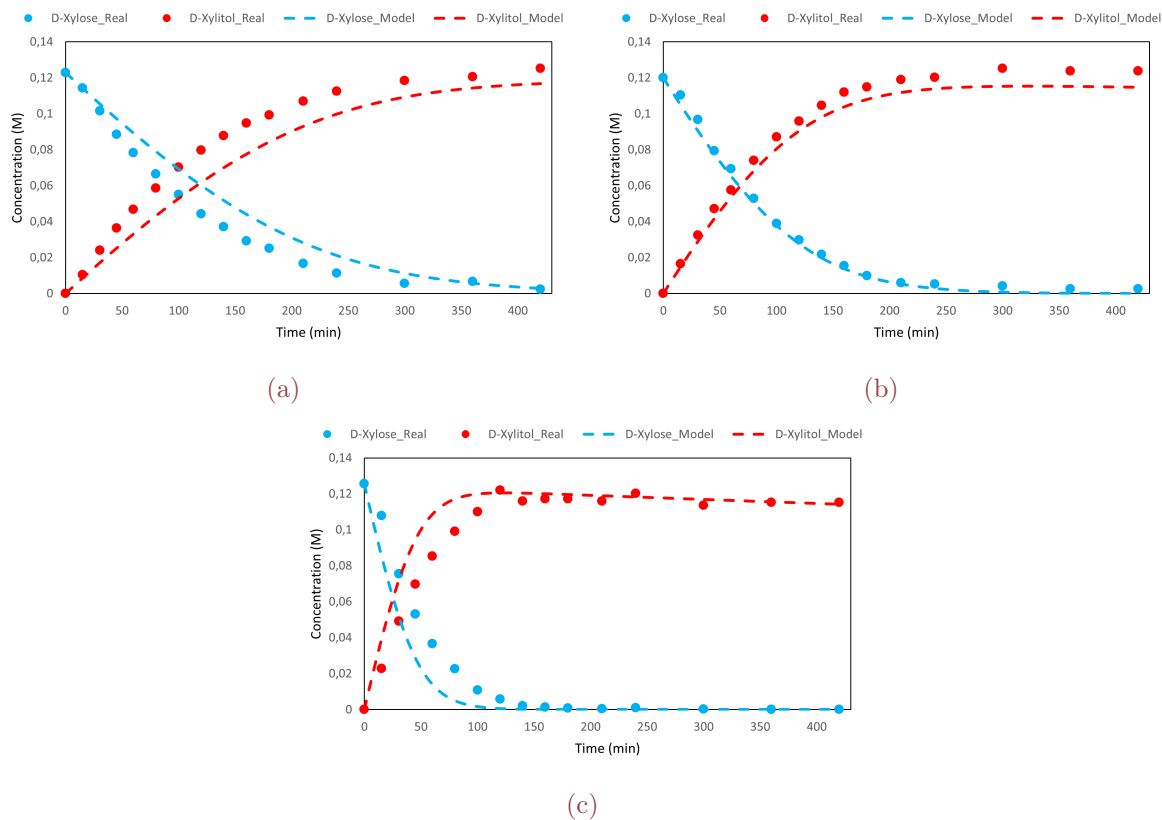 D-Xylose_Real D-Xylitol_Real D-Xylose_Model D-Xylitol_Model
0,14
0,12
0,1
0,08
0,06
0,04
0,02
0
Concentration (M)
0 50 100 150 200 250 300 350 400
Time (min)
(a)
D-Xylose_Real D-Xylitol_Real D-Xylose_Model D-Xylitol_Model
0,14
0,12
0,1
0,08
0,06
0,04
0,02
0
Concentration (M)
0 50 100 150 200 250 300 350 400
Time (min)
(b)
D-Xylose_Real D-Xylitol_Real D-Xylose_Model D-Xylitol_Model
0,14
0,12
0,1
0,08
0,06
0,04
0,02
0
Concentration (M)
0 50 100 150 200 250 300 350 400
Time (min)
(c)